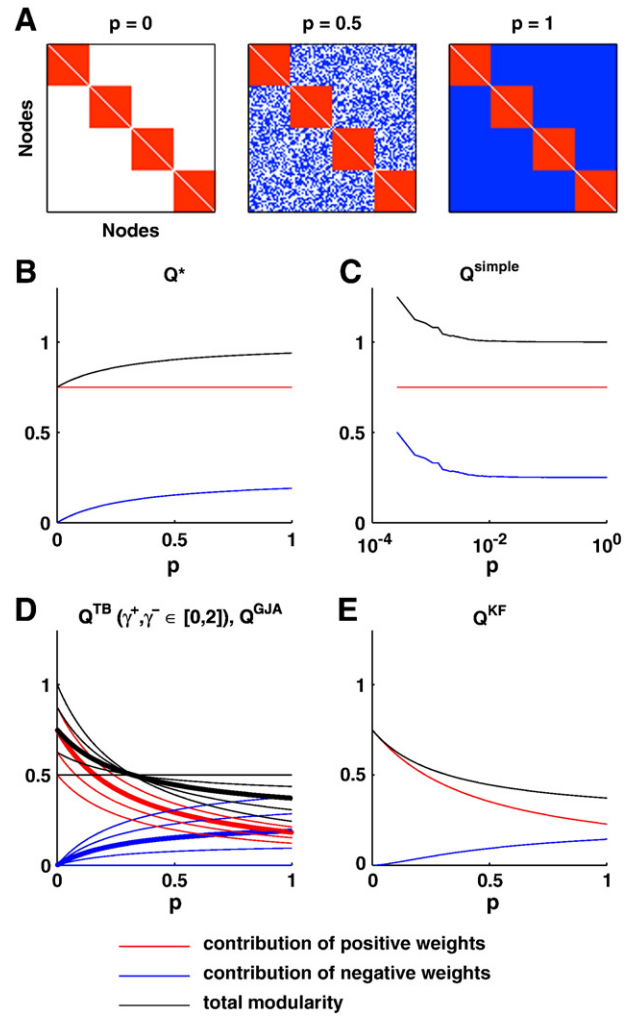 A
p = 0
p = 0.5
p = 1
Nodes
Nodes
B
Q*
1
0.5
0
0
0.5
1
p
C
Q^simple
1
0.5
0
10^-4
10^-2
10^0
p
D
Q^TB (γ^+,γ^- ∈ [0,2]), Q^GJA
1
0.5
0
0
0.5
1
p
E
Q^KF
1
0.5
0
0
0.5
1
p
contribution of positive weights
contribution of negative weights
total modularity